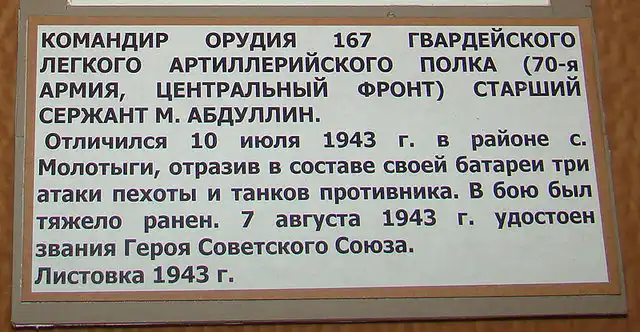 КОМАНДИР ОРУДИЯ 167 ГВАРДЕЙСКОГО
ЛЕГКОГО АРТИЛЛЕРИЙСКОГО ПОЛКА (70-я
АРМИЯ, ЦЕНТРАЛЬНЫЙ ФРОНТ) СТАРШИЙ
СЕРЖАНТ М. АБДУЛЛИН.
Отличился 10 июля 1943 г. в районе с.
Молотыги, отразив в составе своей батареи три
атаки пехоты и танков противника. В бою был
тяжело ранен. 7 августа 1943 г. удостоен
звания Героя Советского Союза.
Листовка 1943 г.